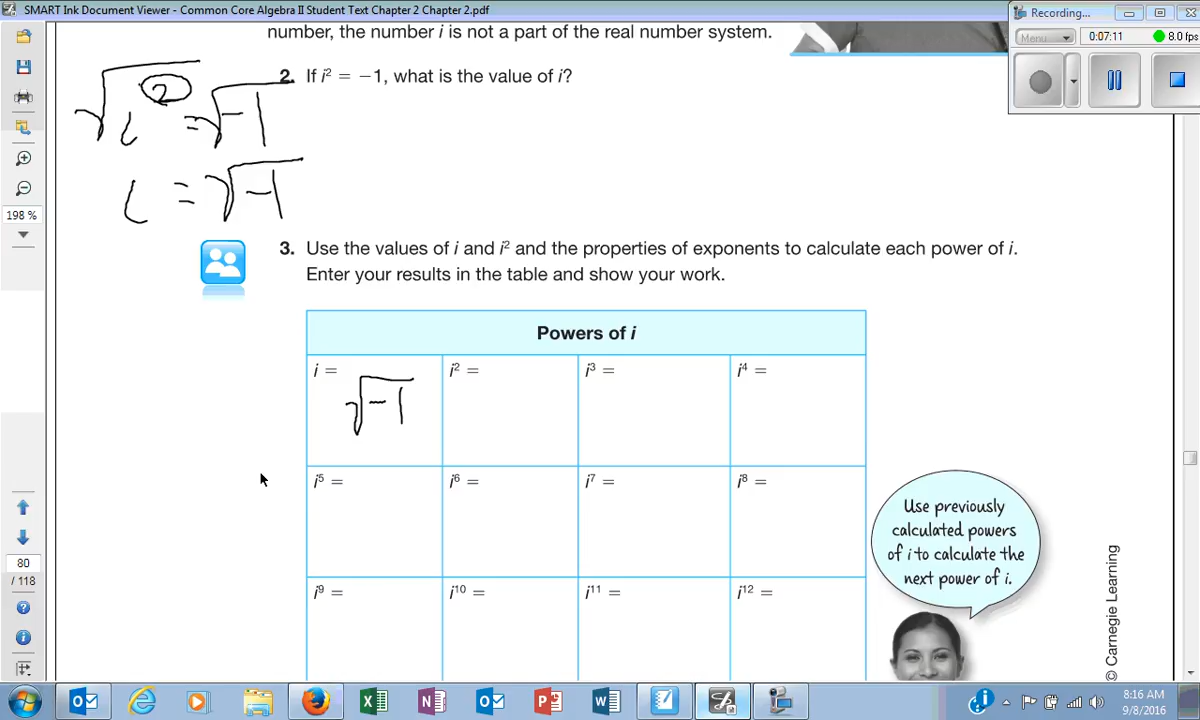 SMART Ink Document Viewer - Common Core Algebra II Student Text Chapter 2 Chapter 2.pdf
Recording...
Menu
0:07:11
8.0 fps
number, the number i is not a part of the real number system.
2. If i² = −1, what is the value of i?
√i² = √−1
i = √−1
198 %
3. Use the values of i and i² and the properties of exponents to calculate each power of i.
Enter your results in the table and show your work.
Powers of i
i = √−1
i² =
i³ =
i⁴ =
i⁵ =
i⁶ =
i⁷ =
i⁸ =
i⁹ =
i¹⁰ =
i¹¹ =
i¹² =
Use previously
calculated powers
of i to calculate the
next power of i.
© Carnegie Learning
80
/ 118
8:16 AM
9/8/2016